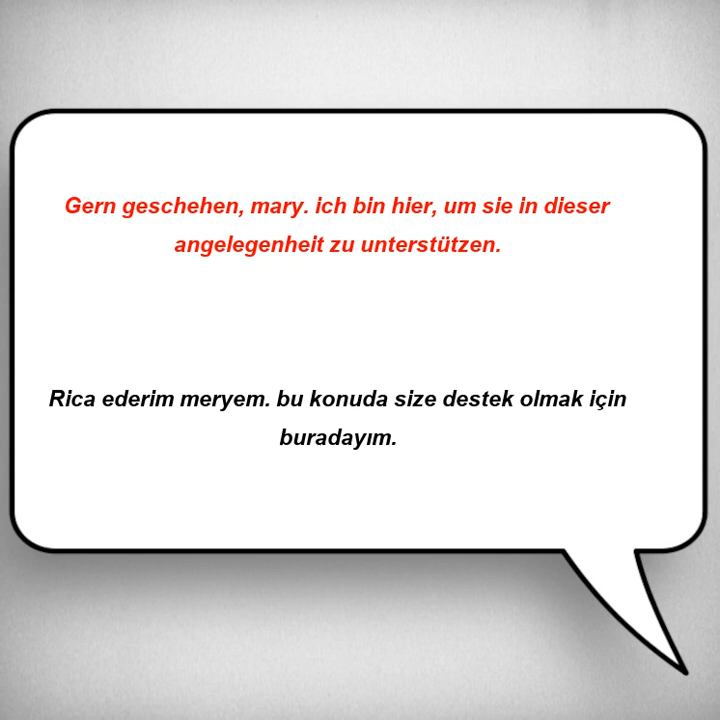 Gern geschehen, mary. ich bin hier, um sie in dieser
angelegenheit zu unterstützen.
Rica ederim meryem. bu konuda size destek olmak için
buradayım.